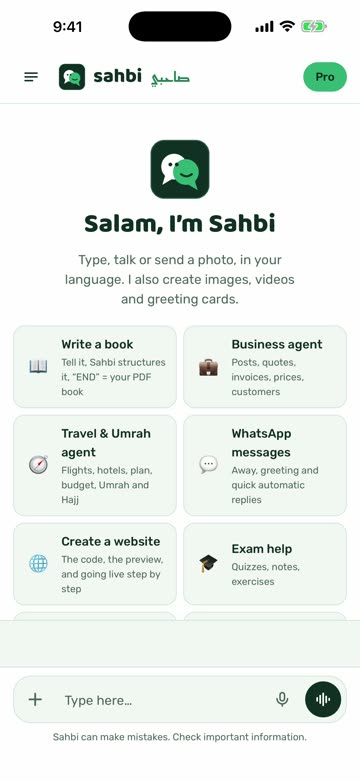 9:41
sahbi صاحبي
Pro
Salam, I'm Sahbi
Type, talk or send a photo, in your
language. I also create images, videos
and greeting cards.
Write a book
Tell it, Sahbi structures
it, “END” = your PDF
book
Business agent
Posts, quotes,
invoices, prices,
customers
Travel & Umrah
agent
Flights, hotels, plan,
budget, Umrah and
Hajj
WhatsApp
messages
Away, greeting and
quick automatic
replies
Create a website
The code, the preview,
and going live step by
step
Exam help
Quizzes, notes,
exercises
Type here...
Sahbi can make mistakes. Check important information.